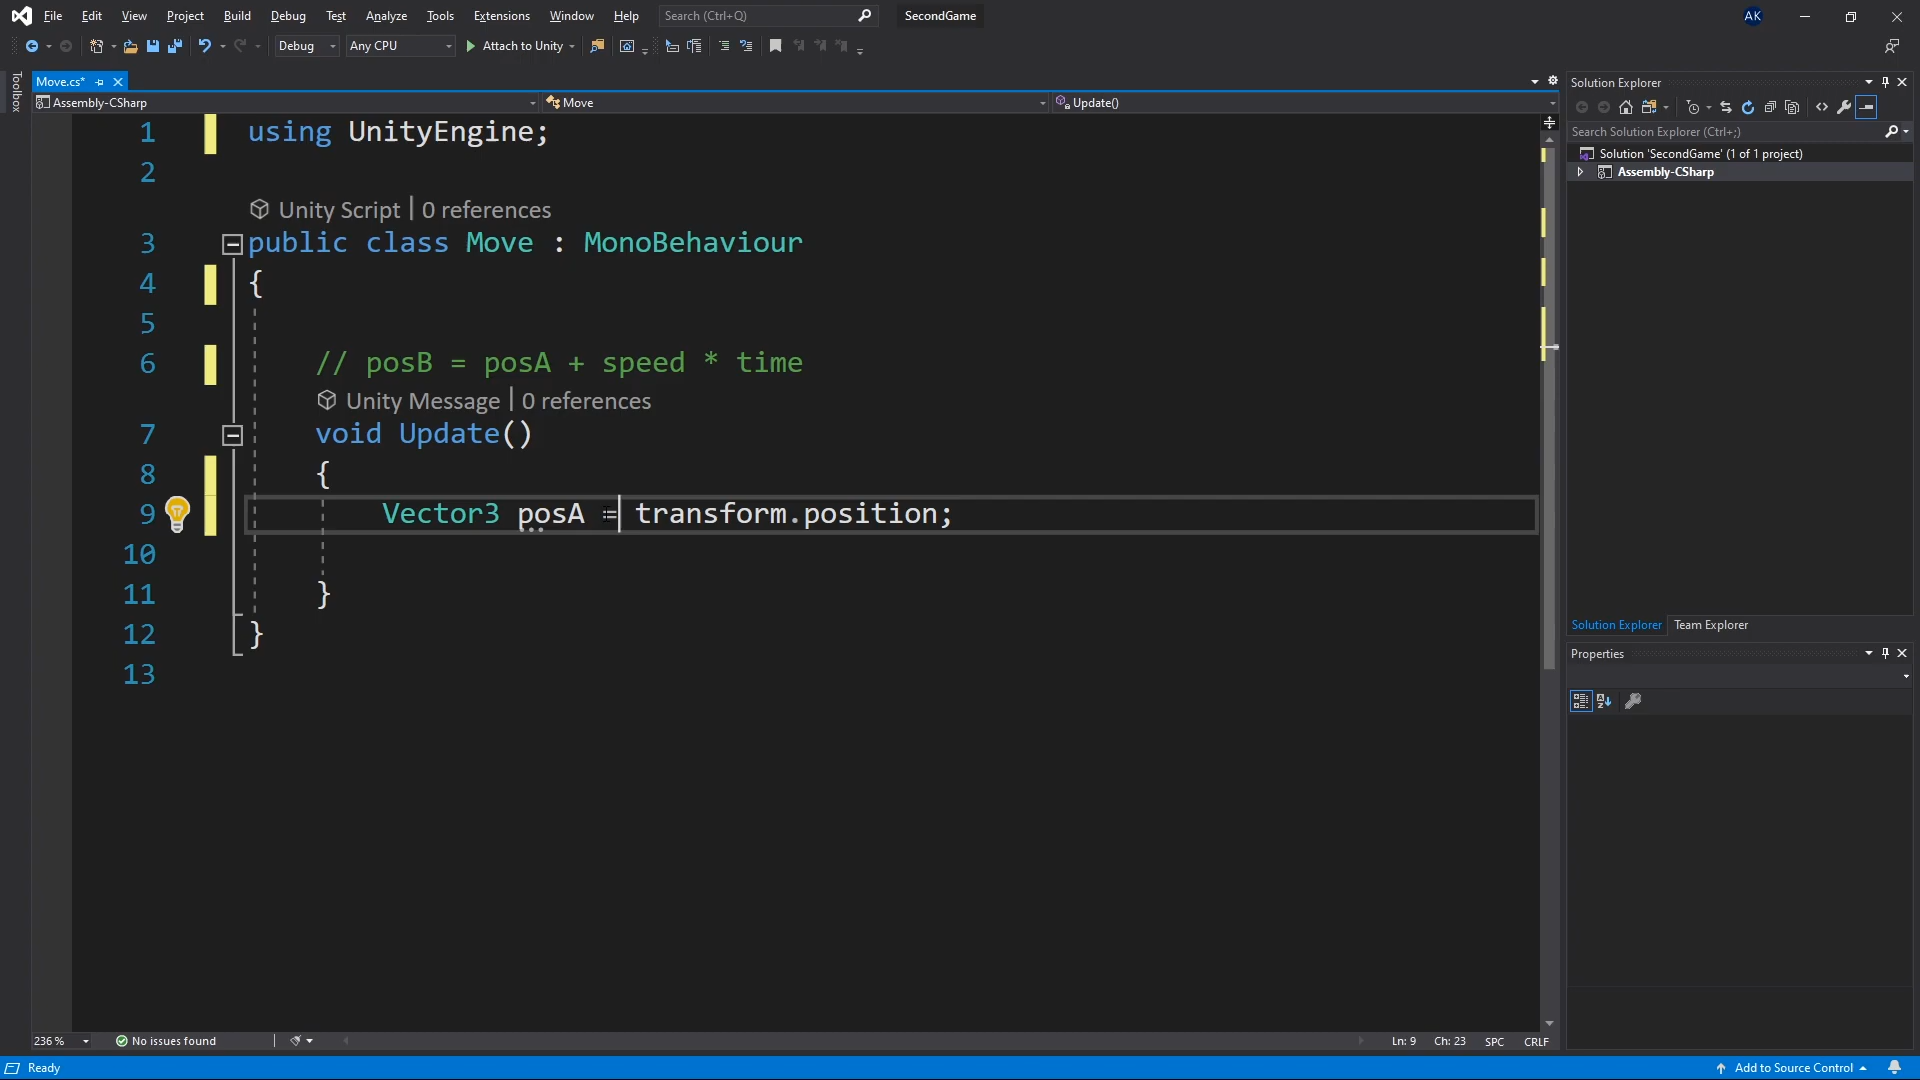 File Edit View Project Build Debug Test Analyze Tools Extensions Window Help Search (Ctrl+Q) SecondGame AK
Debug Any CPU Attach to Unity
Toolbox
Move.cs*
Assembly-CSharp Move Update()
1 using UnityEngine;
2
Unity Script | 0 references
3 public class Move : MonoBehaviour
4 {
5
6 // posB = posA + speed * time
Unity Message | 0 references
7 void Update()
8 {
9 Vector3 posA = transform.position;
10
11 }
12 }
13
236 % No issues found Ln: 9 Ch: 23 SPC CRLF
Solution Explorer
Search Solution Explorer (Ctrl+;)
Solution 'SecondGame' (1 of 1 project)
Assembly-CSharp
Solution Explorer Team Explorer
Properties
Ready Add to Source Control